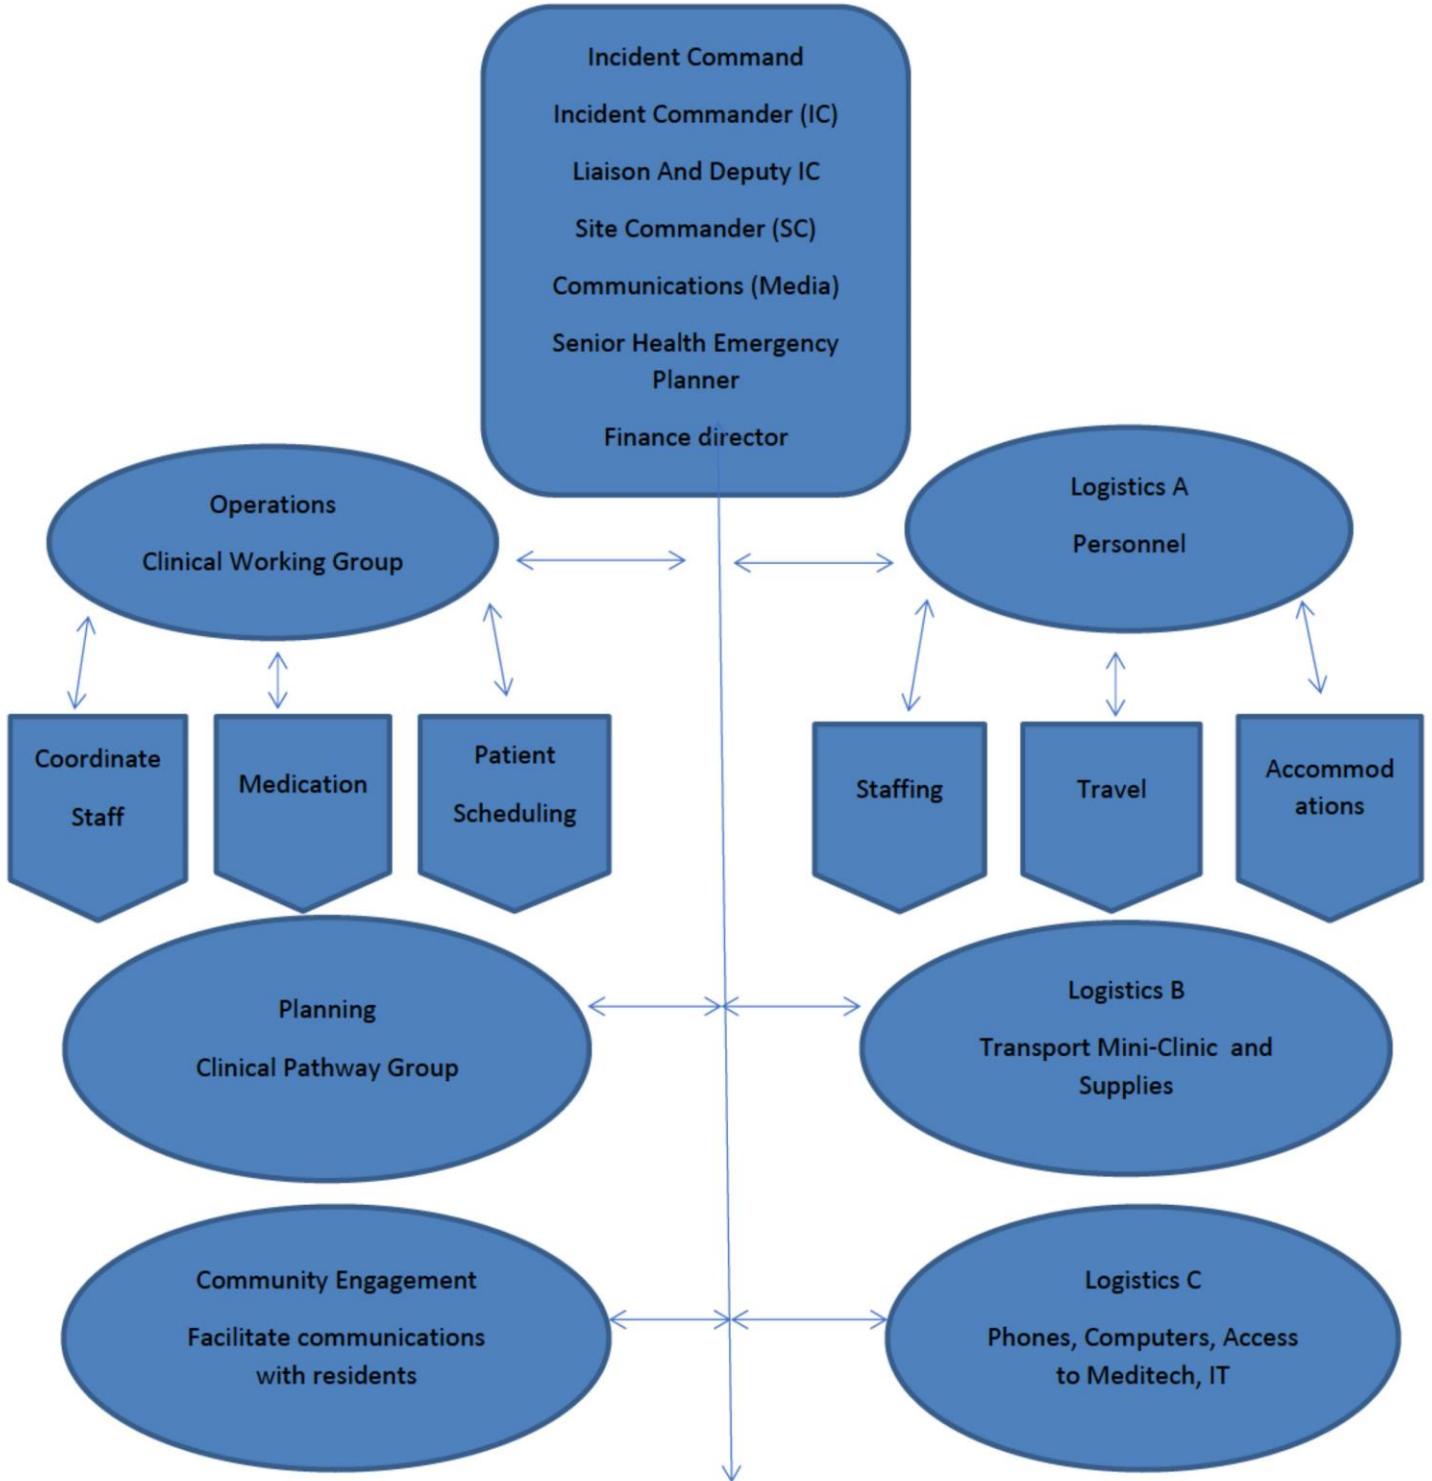 Incident Command
Incident Commander (IC)
Liaison And Deputy IC
Site Commander (SC)
Communications (Media)
Senior Health Emergency
Planner
Finance director
Operations
Clinical Working Group
Logistics A
Personnel
Coordinate
Staff
Medication
Patient
Scheduling
Staffing
Travel
Accommod
ations
Planning
Clinical Pathway Group
Logistics B
Transport Mini-Clinic and
Supplies
Community Engagement
Facilitate communications
with residents
Logistics C
Phones, Computers, Access
to Meditech, IT